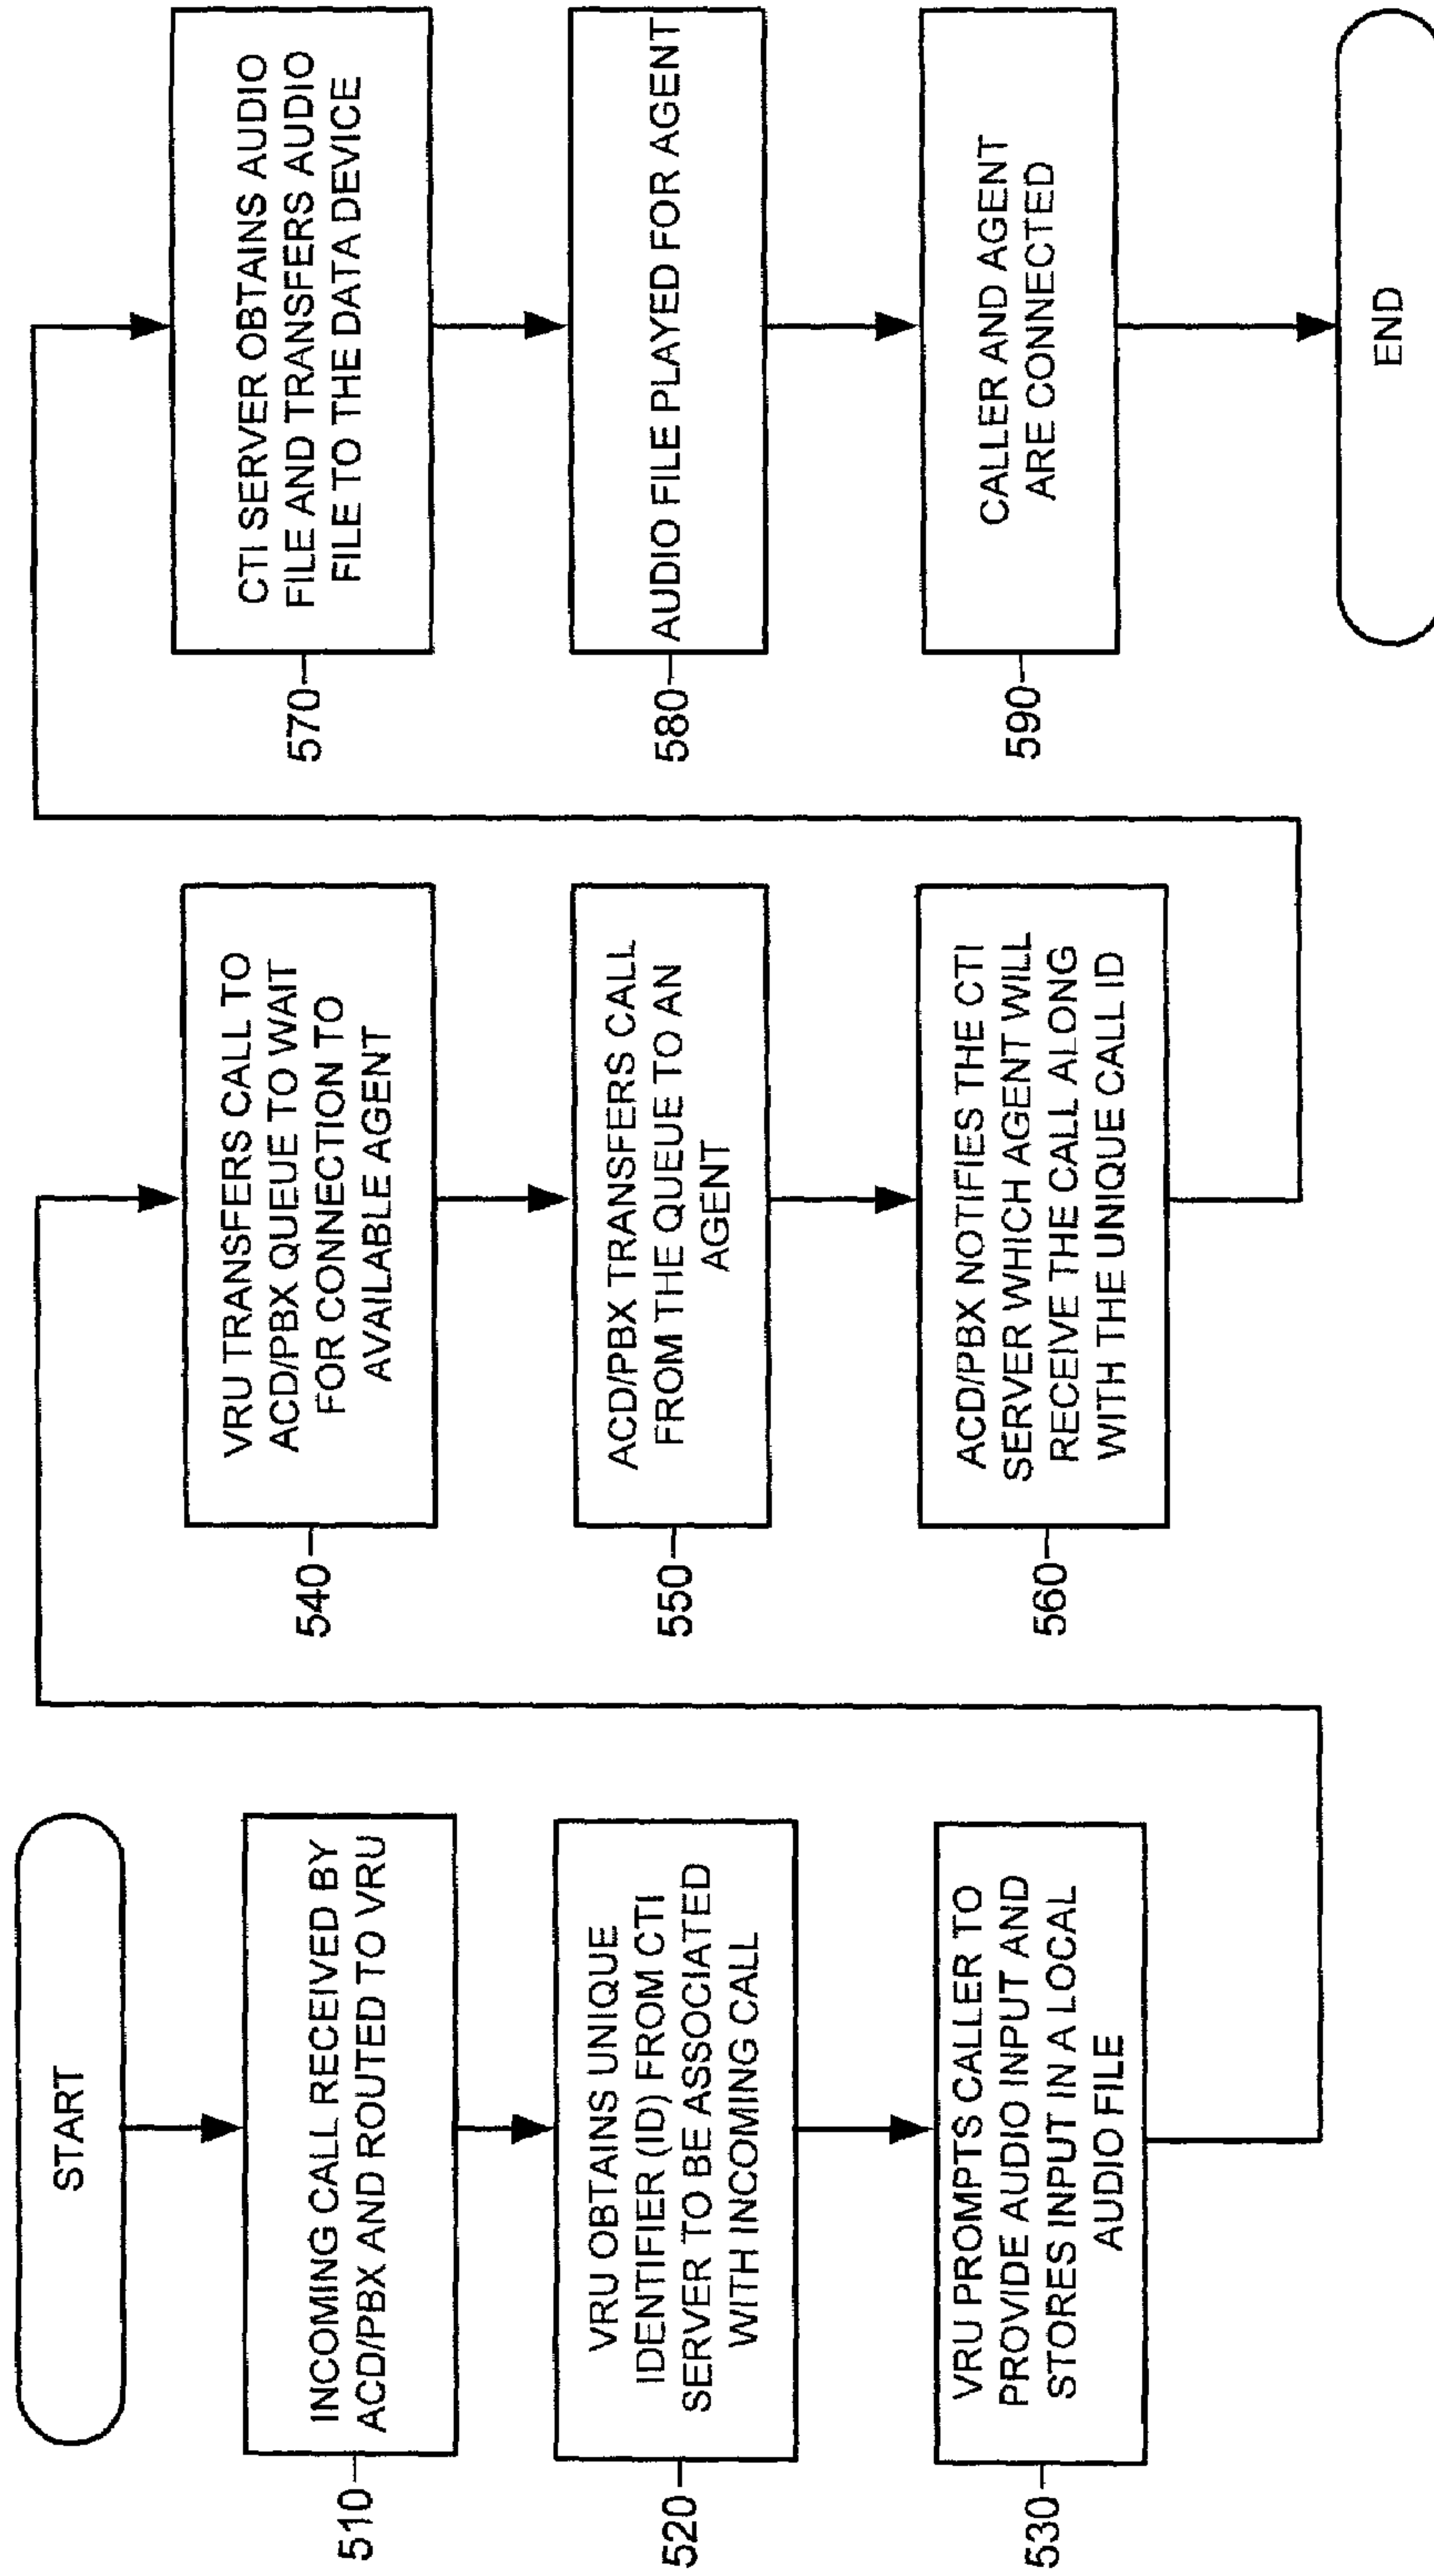 START
INCOMING CALL RECEIVED BY
ACD/PBX AND ROUTED TO VRU
510
VRU OBTAINS UNIQUE
IDENTIFIER (ID) FROM CTI
SERVER TO BE ASSOCIATED
WITH INCOMING CALL
520
VRU PROMPTS CALLER TO
PROVIDE AUDIO INPUT AND
STORES INPUT IN A LOCAL
AUDIO FILE
530
VRU TRANSFERS CALL TO
ACD/PBX QUEUE TO WAIT
FOR CONNECTION TO
AVAILABLE AGENT
540
ACD/PBX TRANSFERS CALL
FROM THE QUEUE TO AN
AGENT
550
ACD/PBX NOTIFIES THE CTI
SERVER WHICH AGENT WILL
RECEIVE THE CALL ALONG
WITH THE UNIQUE CALL ID
560
CTI SERVER OBTAINS AUDIO
FILE AND TRANSFERS AUDIO
FILE TO THE DATA DEVICE
570
AUDIO FILE PLAYED FOR AGENT
580
CALLER AND AGENT
ARE CONNECTED
590
END